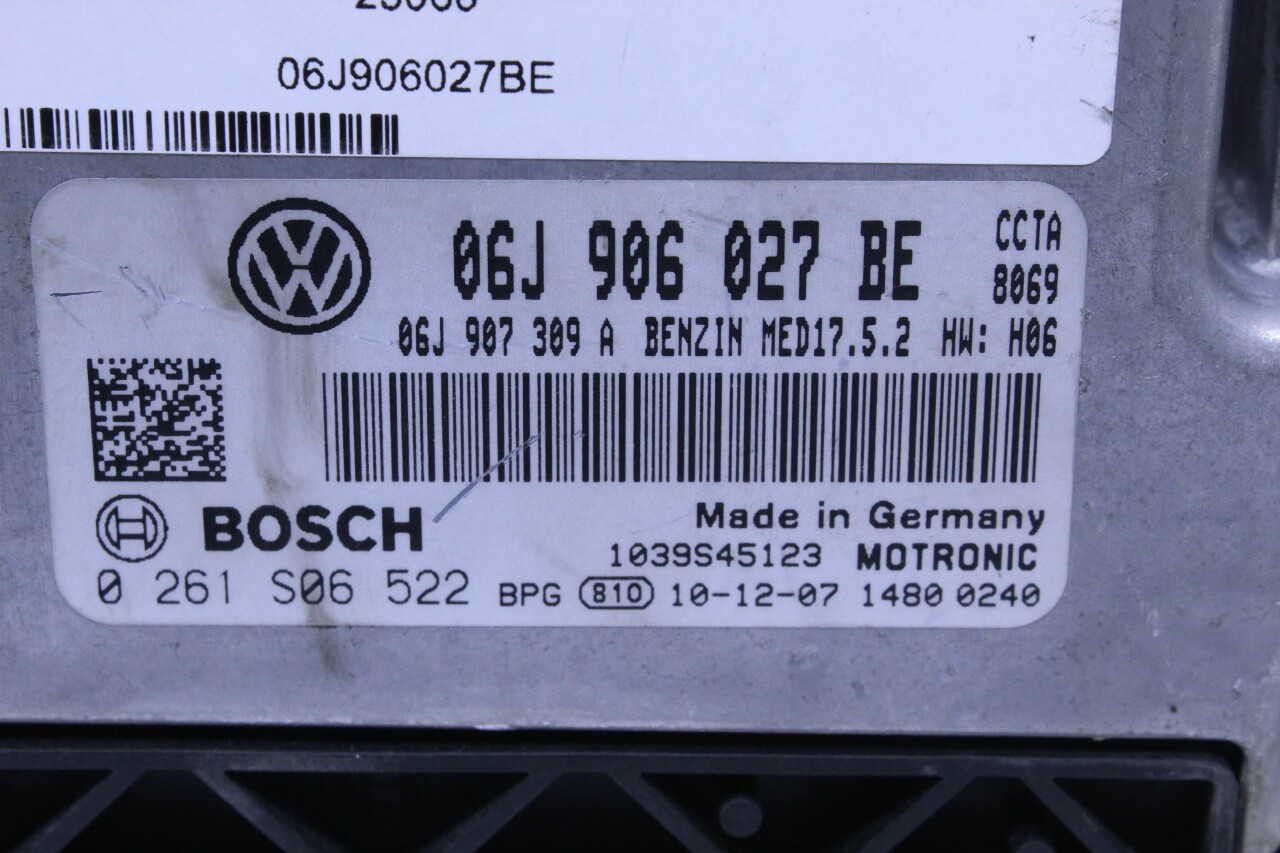 06J906027BE
06J 906 027 BE
CCTA
8069
06J 907 309 A BENZIN MED17.5.2 HW: H06
BOSCH
Made in Germany
1039S45123 MOTRONIC
0 261 S06 522 BPG 810 10-12-07 1480 0240